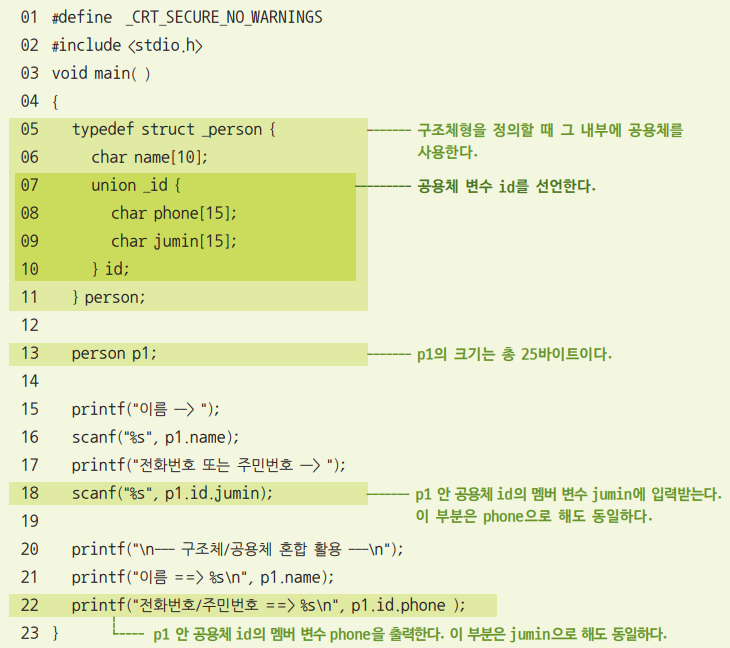 01 #define _CRT_SECURE_NO_WARNINGS
02 #include <stdio.h>
03 void main( )
04 {
05 typedef struct _person {
구조체형을 정의할 때 그 내부에 공용체를
사용한다.
06 char name[10];
07 union _id {
공용체 변수 id를 선언한다.
08 char phone[15];
09 char jumin[15];
10 } id;
11 } person;
12
13 person p1;
p1의 크기는 총 25바이트이다.
14
15 printf("이름 —> ");
16 scanf("%s", p1.name);
17 printf("전화번호 또는 주민번호 —> ");
18 scanf("%s", p1.id.jumin);
p1 안 공용체 id의 멤버 변수 jumin에 입력받는다.
이 부분은 phone으로 해도 동일하다.
19
20 printf("\n--- 구조체/공용체 혼합 활용 ---\n");
21 printf("이름 ==> %s\n", p1.name);
22 printf("전화번호/주민번호 ==> %s\n", p1.id.phone );
23 }
p1 안 공용체 id의 멤버 변수 phone을 출력한다. 이 부분은 jumin으로 해도 동일하다.